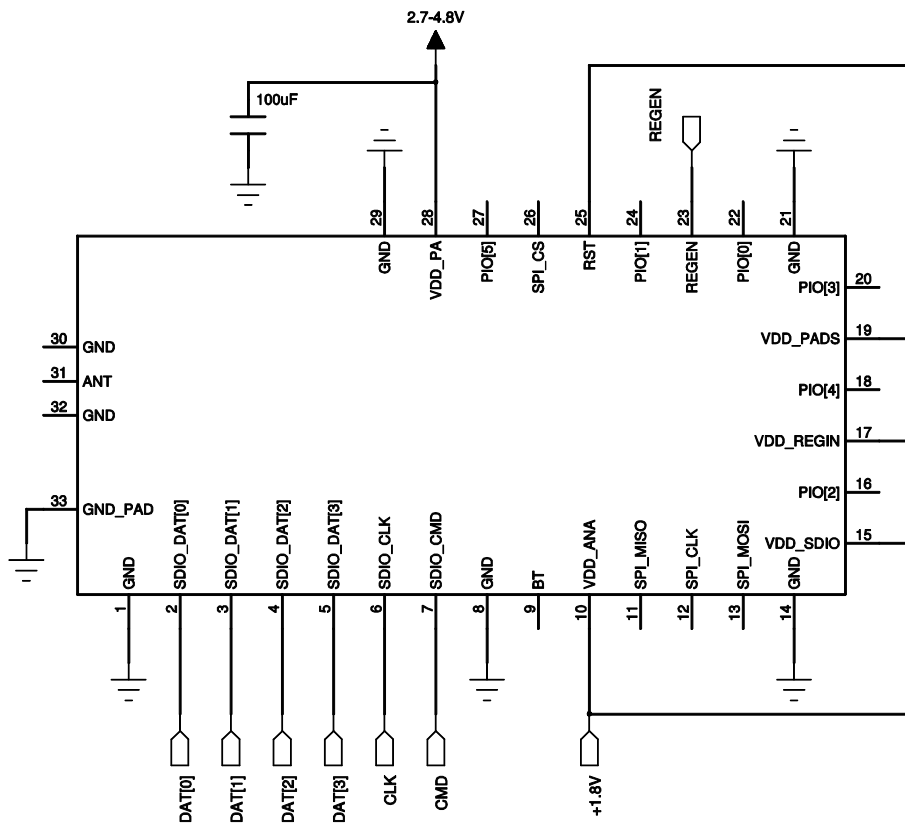 2.7-4.8V
100uF
REGEN
29
28
27
26
25
24
23
22
21
GND
VDD_PA
PIO[5]
SPI_CS
RST
PIO[1]
REGEN
PIO[0]
GND
PIO[3]
20
VDD_PADS
19
PIO[4]
18
VDD_REGIN
17
PIO[2]
16
VDD_SDIO
15
30
GND
31
ANT
32
GND
33
GND_PAD
GND
SDIO_DAT[0]
SDIO_DAT[1]
SDIO_DAT[2]
SDIO_DAT[3]
SDIO_CLK
SDIO_CMD
GND
BT
VDD_ANA
SPI_MISO
SPI_CLK
SPI_MOSI
GND
1
2
3
4
5
6
7
8
9
10
11
12
13
14
DAT[0]
DAT[1]
DAT[2]
DAT[3]
CLK
CMD
+1.8V